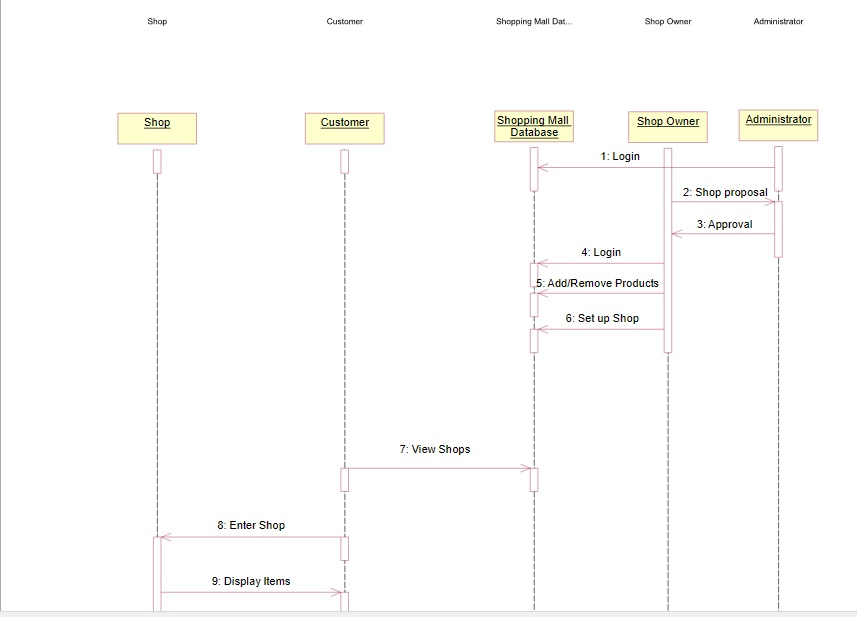 Shop
Customer
Shopping Mall Dat...
Shop Owner
Administrator
Shop
Customer
Shopping Mall
Database
Shop Owner
Administrator
1: Login
2: Shop proposal
3: Approval
4: Login
5: Add/Remove Products
6: Set up Shop
7: View Shops
8: Enter Shop
9: Display Items